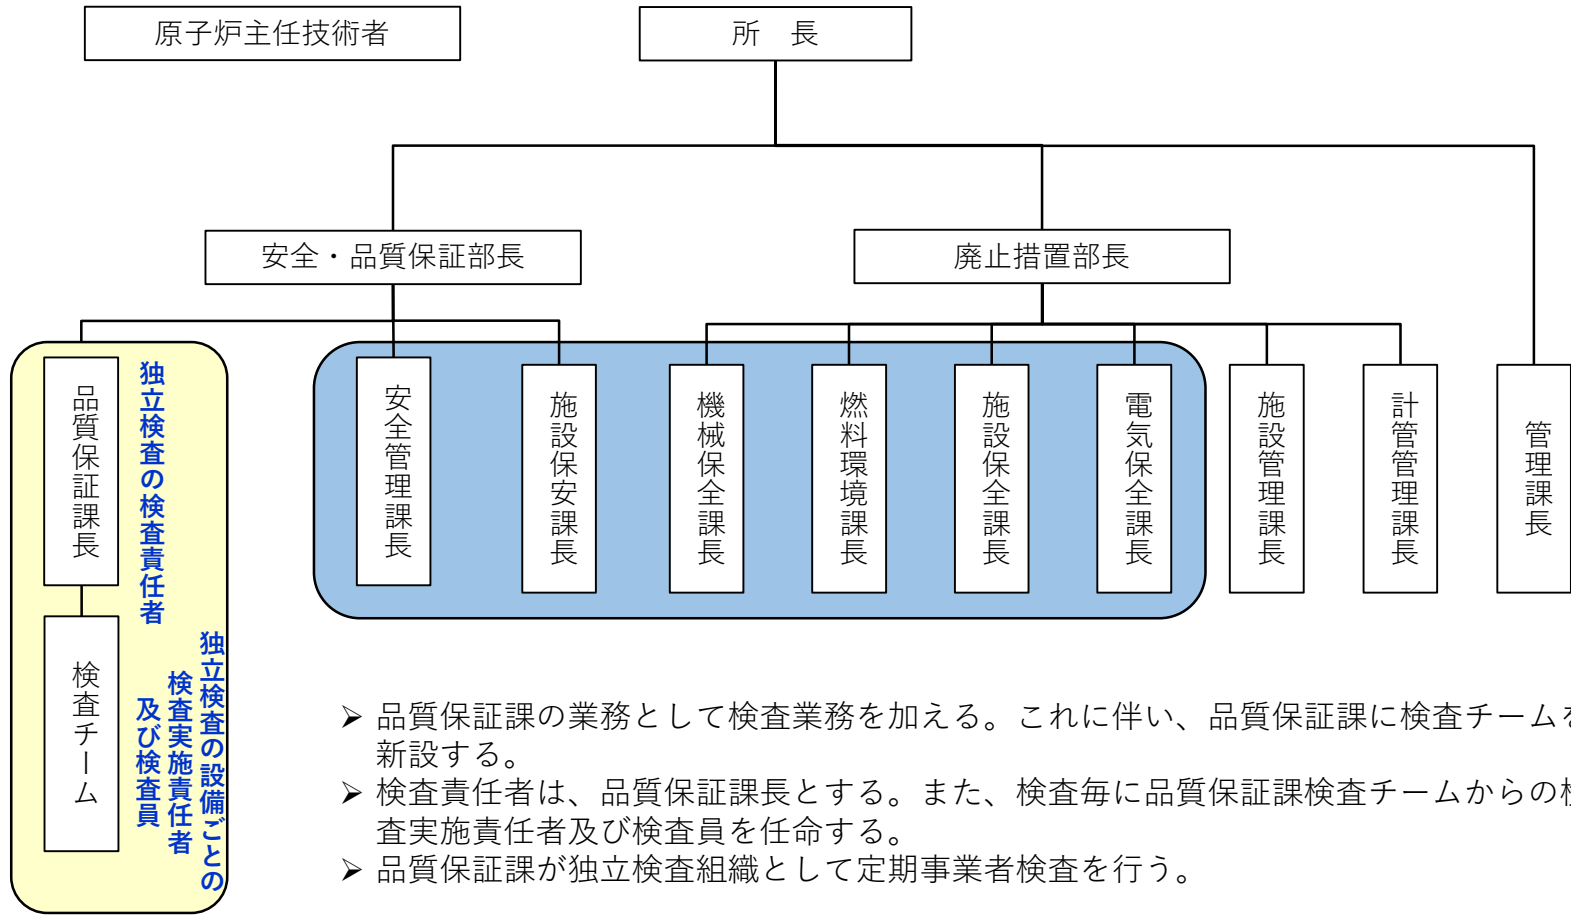 原子炉主任技術者
所　長
安全・品質保証部長
廃止措置部長
品質保証課長
独立検査の検査責任者
安全管理課長
施設保安課長
機械保全課長
燃料環境課長
施設保全課長
電気保全課長
施設管理課長
計管管理課長
管理課長
検査チーム
独立検査の設備ごとの
検査実施責任者
及び検査員
➢ 品質保証課の業務として検査業務を加える。これに伴い、品質保証課に検査チームを
新設する。
➢ 検査責任者は、品質保証課長とする。また、検査毎に品質保証課検査チームからの検
査実施責任者及び検査員を任命する。
➢ 品質保証課が独立検査組織として定期事業者検査を行う。